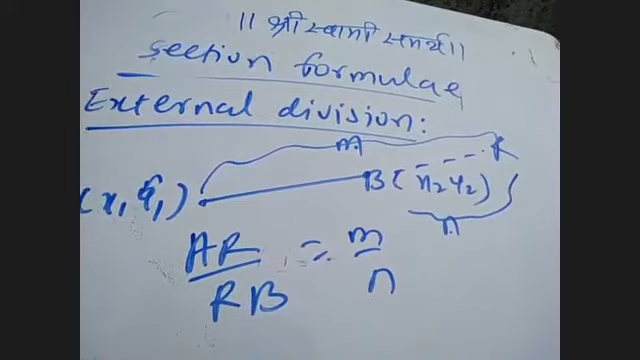 || श्री स्वामी समर्थ ||
section formulae
External division:
m R
(x, y,) B(x2 y2)
n
AR = m
RB n